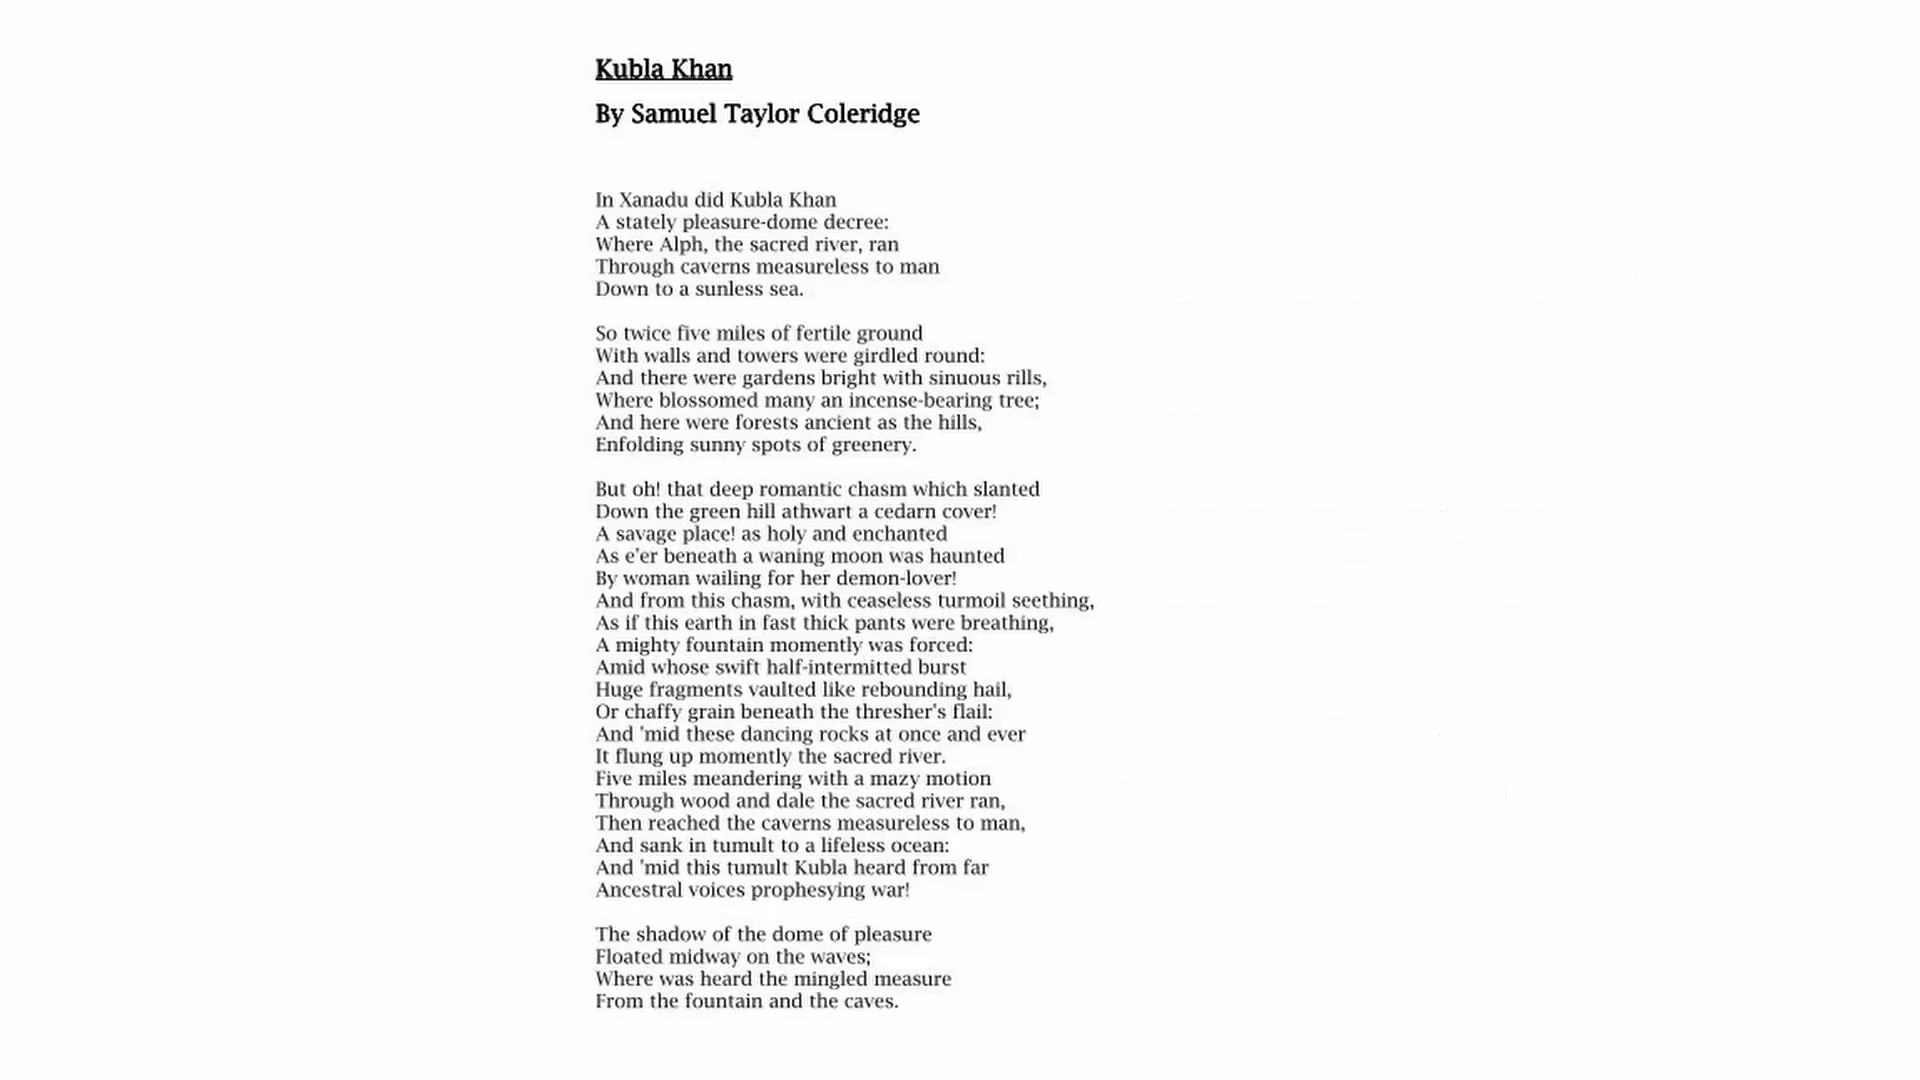 Kubla Khan
By Samuel Taylor Coleridge
In Xanadu did Kubla Khan
A stately pleasure-dome decree:
Where Alph, the sacred river, ran
Through caverns measureless to man
Down to a sunless sea.
So twice five miles of fertile ground
With walls and towers were girdled round:
And there were gardens bright with sinuous rills,
Where blossomed many an incense-bearing tree;
And here were forests ancient as the hills,
Enfolding sunny spots of greenery.
But oh! that deep romantic chasm which slanted
Down the green hill athwart a cedarn cover!
A savage place! as holy and enchanted
As e'er beneath a waning moon was haunted
By woman wailing for her demon-lover!
And from this chasm, with ceaseless turmoil seething,
As if this earth in fast thick pants were breathing,
A mighty fountain momently was forced:
Amid whose swift half-intermitted burst
Huge fragments vaulted like rebounding hail,
Or chaffy grain beneath the thresher's flail:
And 'mid these dancing rocks at once and ever
It flung up momently the sacred river.
Five miles meandering with a mazy motion
Through wood and dale the sacred river ran,
Then reached the caverns measureless to man,
And sank in tumult to a lifeless ocean:
And 'mid this tumult Kubla heard from far
Ancestral voices prophesying war!
The shadow of the dome of pleasure
Floated midway on the waves;
Where was heard the mingled measure
From the fountain and the caves.